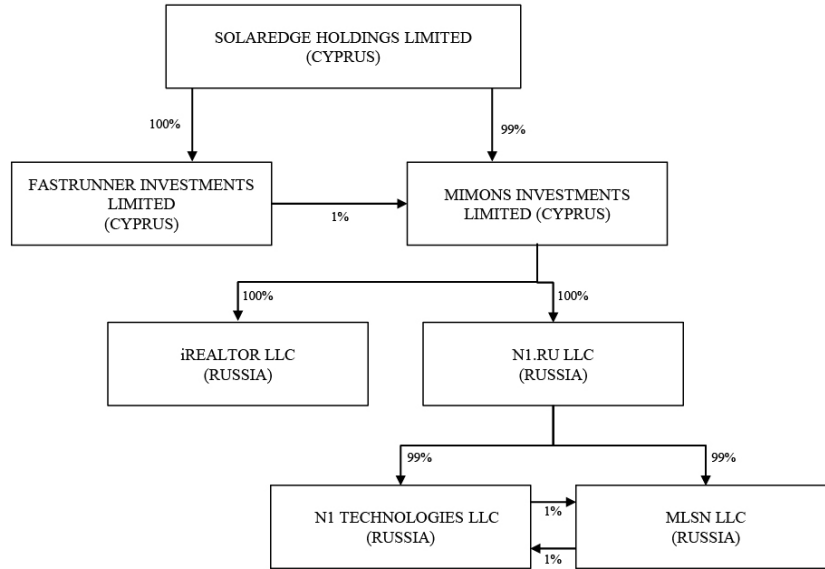 SOLAREDGE HOLDINGS LIMITED
(CYPRUS)
100%
99%
FASTRUNNER INVESTMENTS
LIMITED
(CYPRUS)
1%
MIMONS INVESTMENTS
LIMITED (CYPRUS)
100%
100%
iREALTOR LLC
(RUSSIA)
N1.RU LLC
(RUSSIA)
99%
99%
N1 TECHNOLOGIES LLC
(RUSSIA)
1%
1%
MLSN LLC
(RUSSIA)